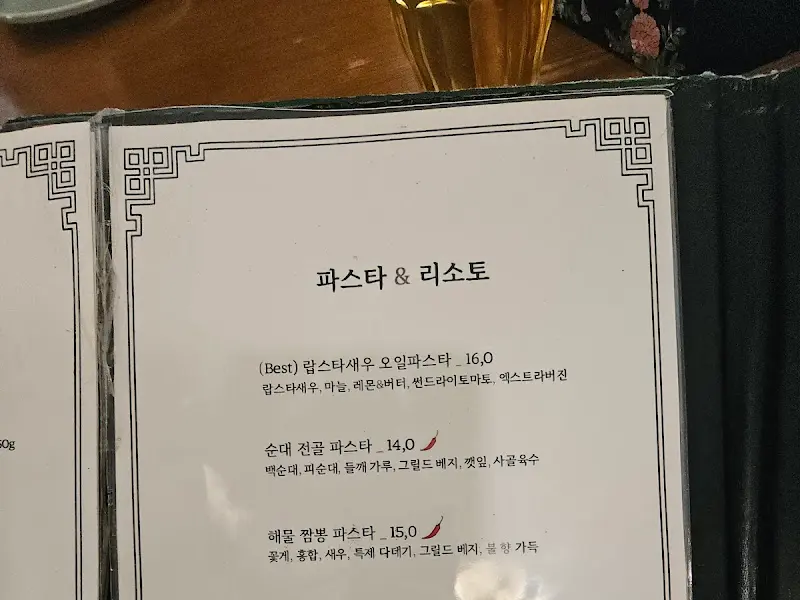 파스타 & 리소토
(Best) 랍스타새우 오일파스타 _ 16,0
랍스타새우, 마늘, 레몬&버터, 썬드라이토마토, 엑스트라버진
순대 전골 파스타 _ 14,0
백순대, 피순대, 들깨 가루, 그릴드 베지, 깻잎, 사골육수
해물 짬뽕 파스타 _ 15,0
꽃게, 홍합, 새우, 특제 다데기, 그릴드 베지, 불 향 가득